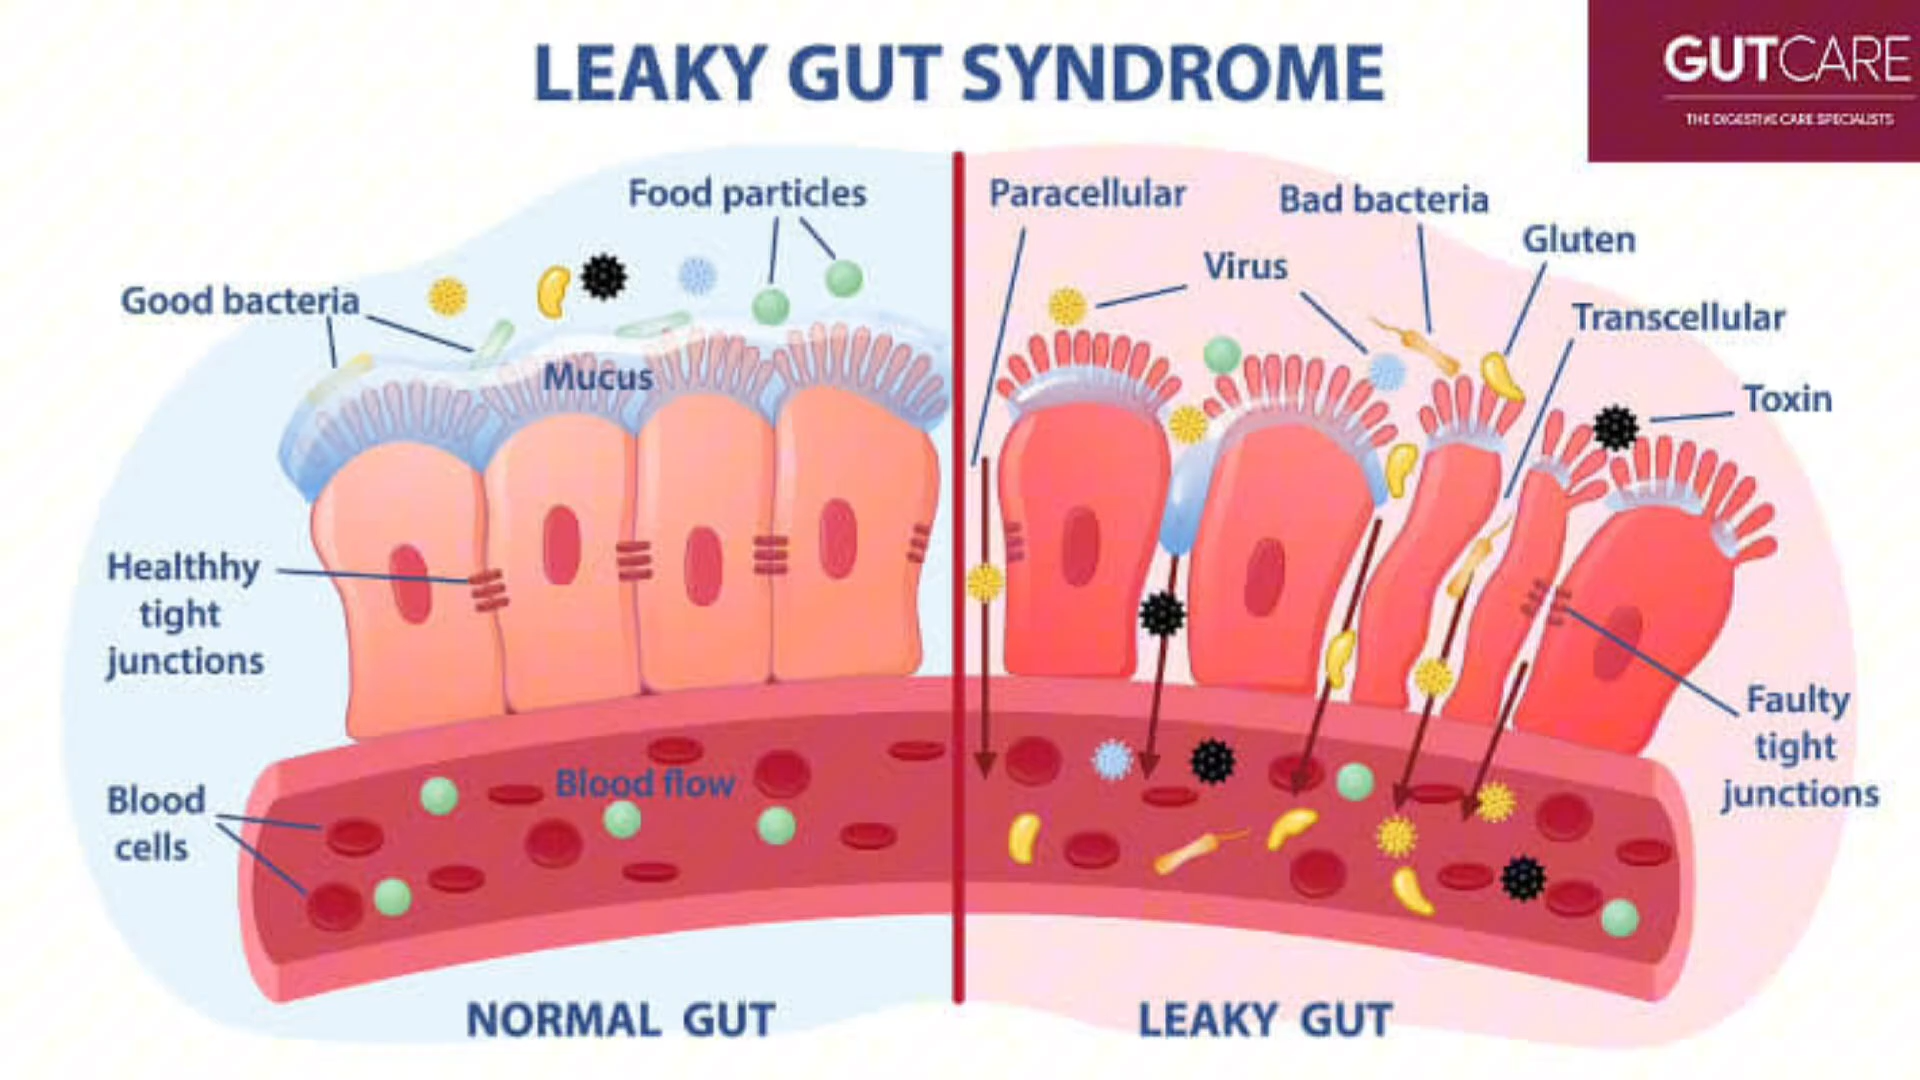 LEAKY GUT SYNDROME
GUTCARE
THE DIGESTIVE CARE SPECIALISTS
Food particles
Good bacteria
Mucus
Healthhy
tight
junctions
Blood
cells
Blood flow
NORMAL GUT
Paracellular
Bad bacteria
Virus
Gluten
Transcellular
Toxin
Faulty
tight
junctions
LEAKY GUT